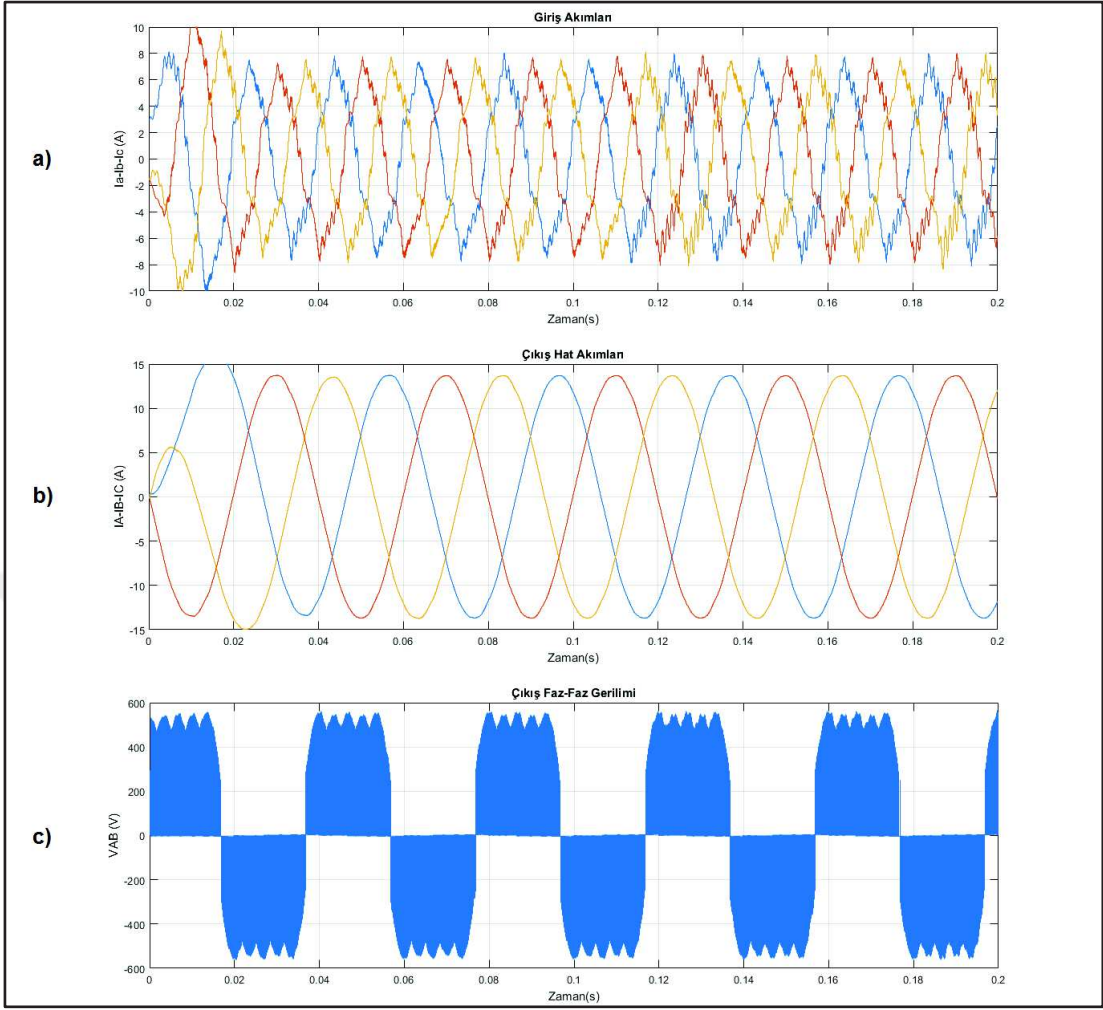 a)
Giriş Akımları
Ia-Ib-Ic (A)
10
8
6
4
2
0
-2
-4
-6
-8
-10
0 0.02 0.04 0.06 0.08 0.1 0.12 0.14 0.16 0.18 0.2
Zaman(s)
b)
Çıkış Hat Akımları
IA-IB-IC (A)
15
10
5
0
-5
-10
-15
0 0.02 0.04 0.06 0.08 0.1 0.12 0.14 0.16 0.18 0.2
Zaman(s)
c)
Çıkış Faz-Faz Gerilimi
VAB (V)
600
400
200
0
-200
-400
-600
0 0.02 0.04 0.06 0.08 0.1 0.12 0.14 0.16 0.18 0.2
Zaman(s)